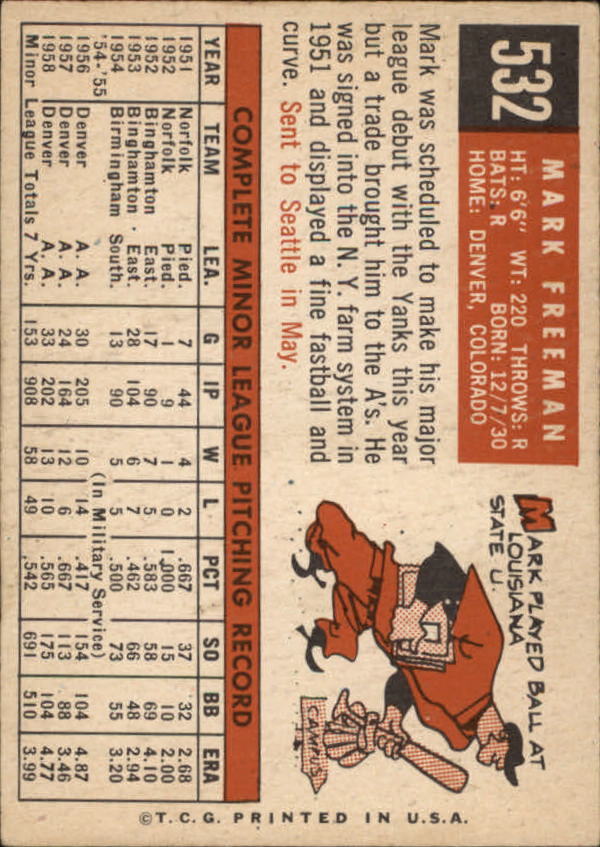 532
MARK FREEMAN
HT: 6'6" WT: 220 THROWS: R
BATS: R BORN: 12/7/30
HOME: DENVER, COLORADO
Mark was scheduled to make his major
league debut with the Yanks this year
but a trade brought him to the A's. He
was signed into the N. Y. farm system in
1951 and displayed a fine fastball and
curve. Sent to Seattle in May.
MARK PLAYED BALL AT
LOUISIANA
STATE U.
CAMPUS
COMPLETE MINOR LEAGUE PITCHING RECORD
YEAR TEAM LEA. G IP W L PCT SO BB ERA
1951 Norfolk Pied. 7 44 4 2 .667 37 32 2.68
1952 Norfolk Pied. 1 9 1 0 1.000 15 10 2.00
1952 Binghamton East. 17 90 7 5 .583 58 69 4.10
1953 Binghamton East. 28 104 6 7 .462 66 48 2.94
1954 Birmingham South. 13 90 5 5 .500 73 55 3.20
'54-'55 (In Military Service)
1956 Denver A. A. 30 205 10 14 .417 154 104 4.87
1957 Denver A. A. 24 164 12 6 .667 113 88 3.46
1958 Denver A. A. 33 202 13 10 .565 175 104 4.77
Minor League Totals 7 Yrs. 153 908 58 49 .542 691 510 3.99
©T.C.G. PRINTED IN U.S.A.